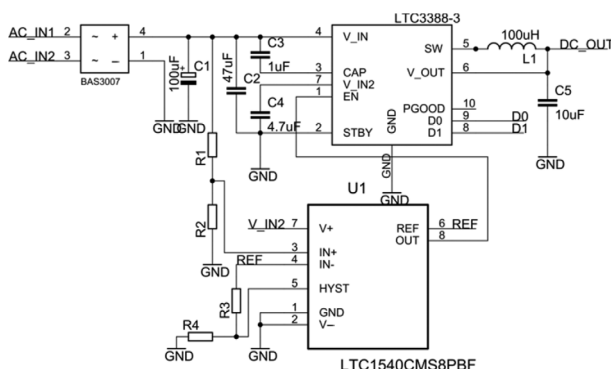 LTC3388-3
AC_IN1 2 4
AC_IN2 3 1
~ +
~ –
BAS3007
100uF
+
C1
47uF
C2
C3
1uF
C4
4.7uF
4 V_IN
3 CAP
7 V_IN2
1 EN
2 STBY
SW 5
V_OUT 6
PGOOD 10
D0 9 D0
D1 8 D1
GND
GND
100uH
L1
DC_OUT
C5
10uF
GND
GND
GND
GND
GND
R1
R2
GND
U1
V_IN2 7 V+
3 IN+
REF 4 IN-
5 HYST
1 GND
2 V–
REF 6 REF
OUT 8
R3
R4
GND
GND
LTC1540CMS8PBF